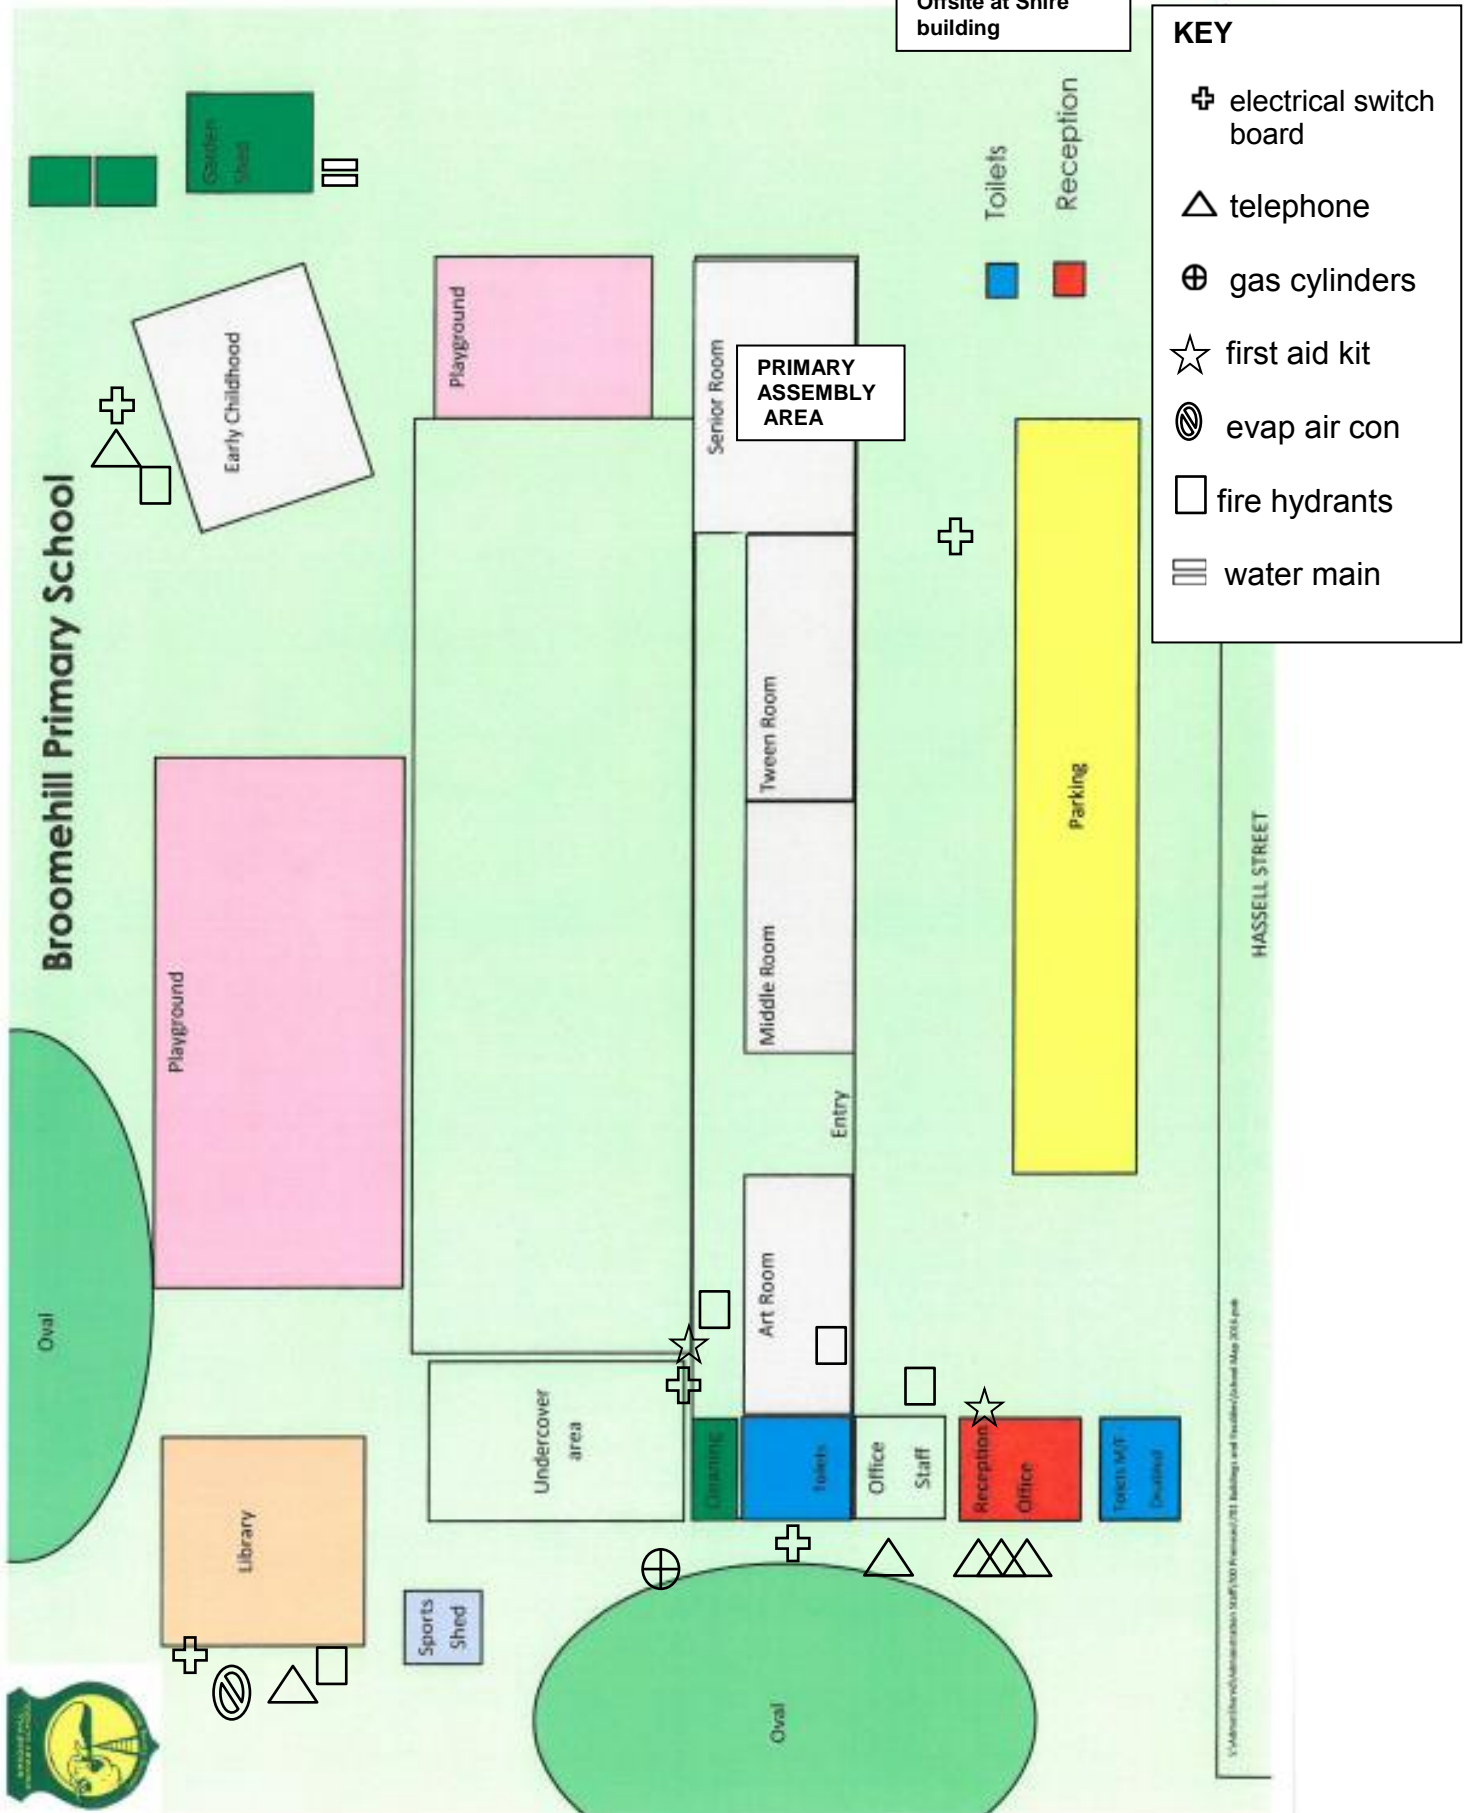 Offsite at Shire
building
KEY
electrical switch
board
telephone
gas cylinders
first aid kit
evap air con
fire hydrants
water main
Broomehill Primary School
Garden
Shed
Early Childhood
Playground
Senior Room
PRIMARY
ASSEMBLY
AREA
Toilets
Reception
Playground
Tween Room
Middle Room
Entry
Parking
HASSELL STREET
Oval
Art Room
Undercover
area
Library
Sports
Shed
Cleaning
Toilets
Office
Staff
Reception
Office
Toilets M/F
Disabled
Oval